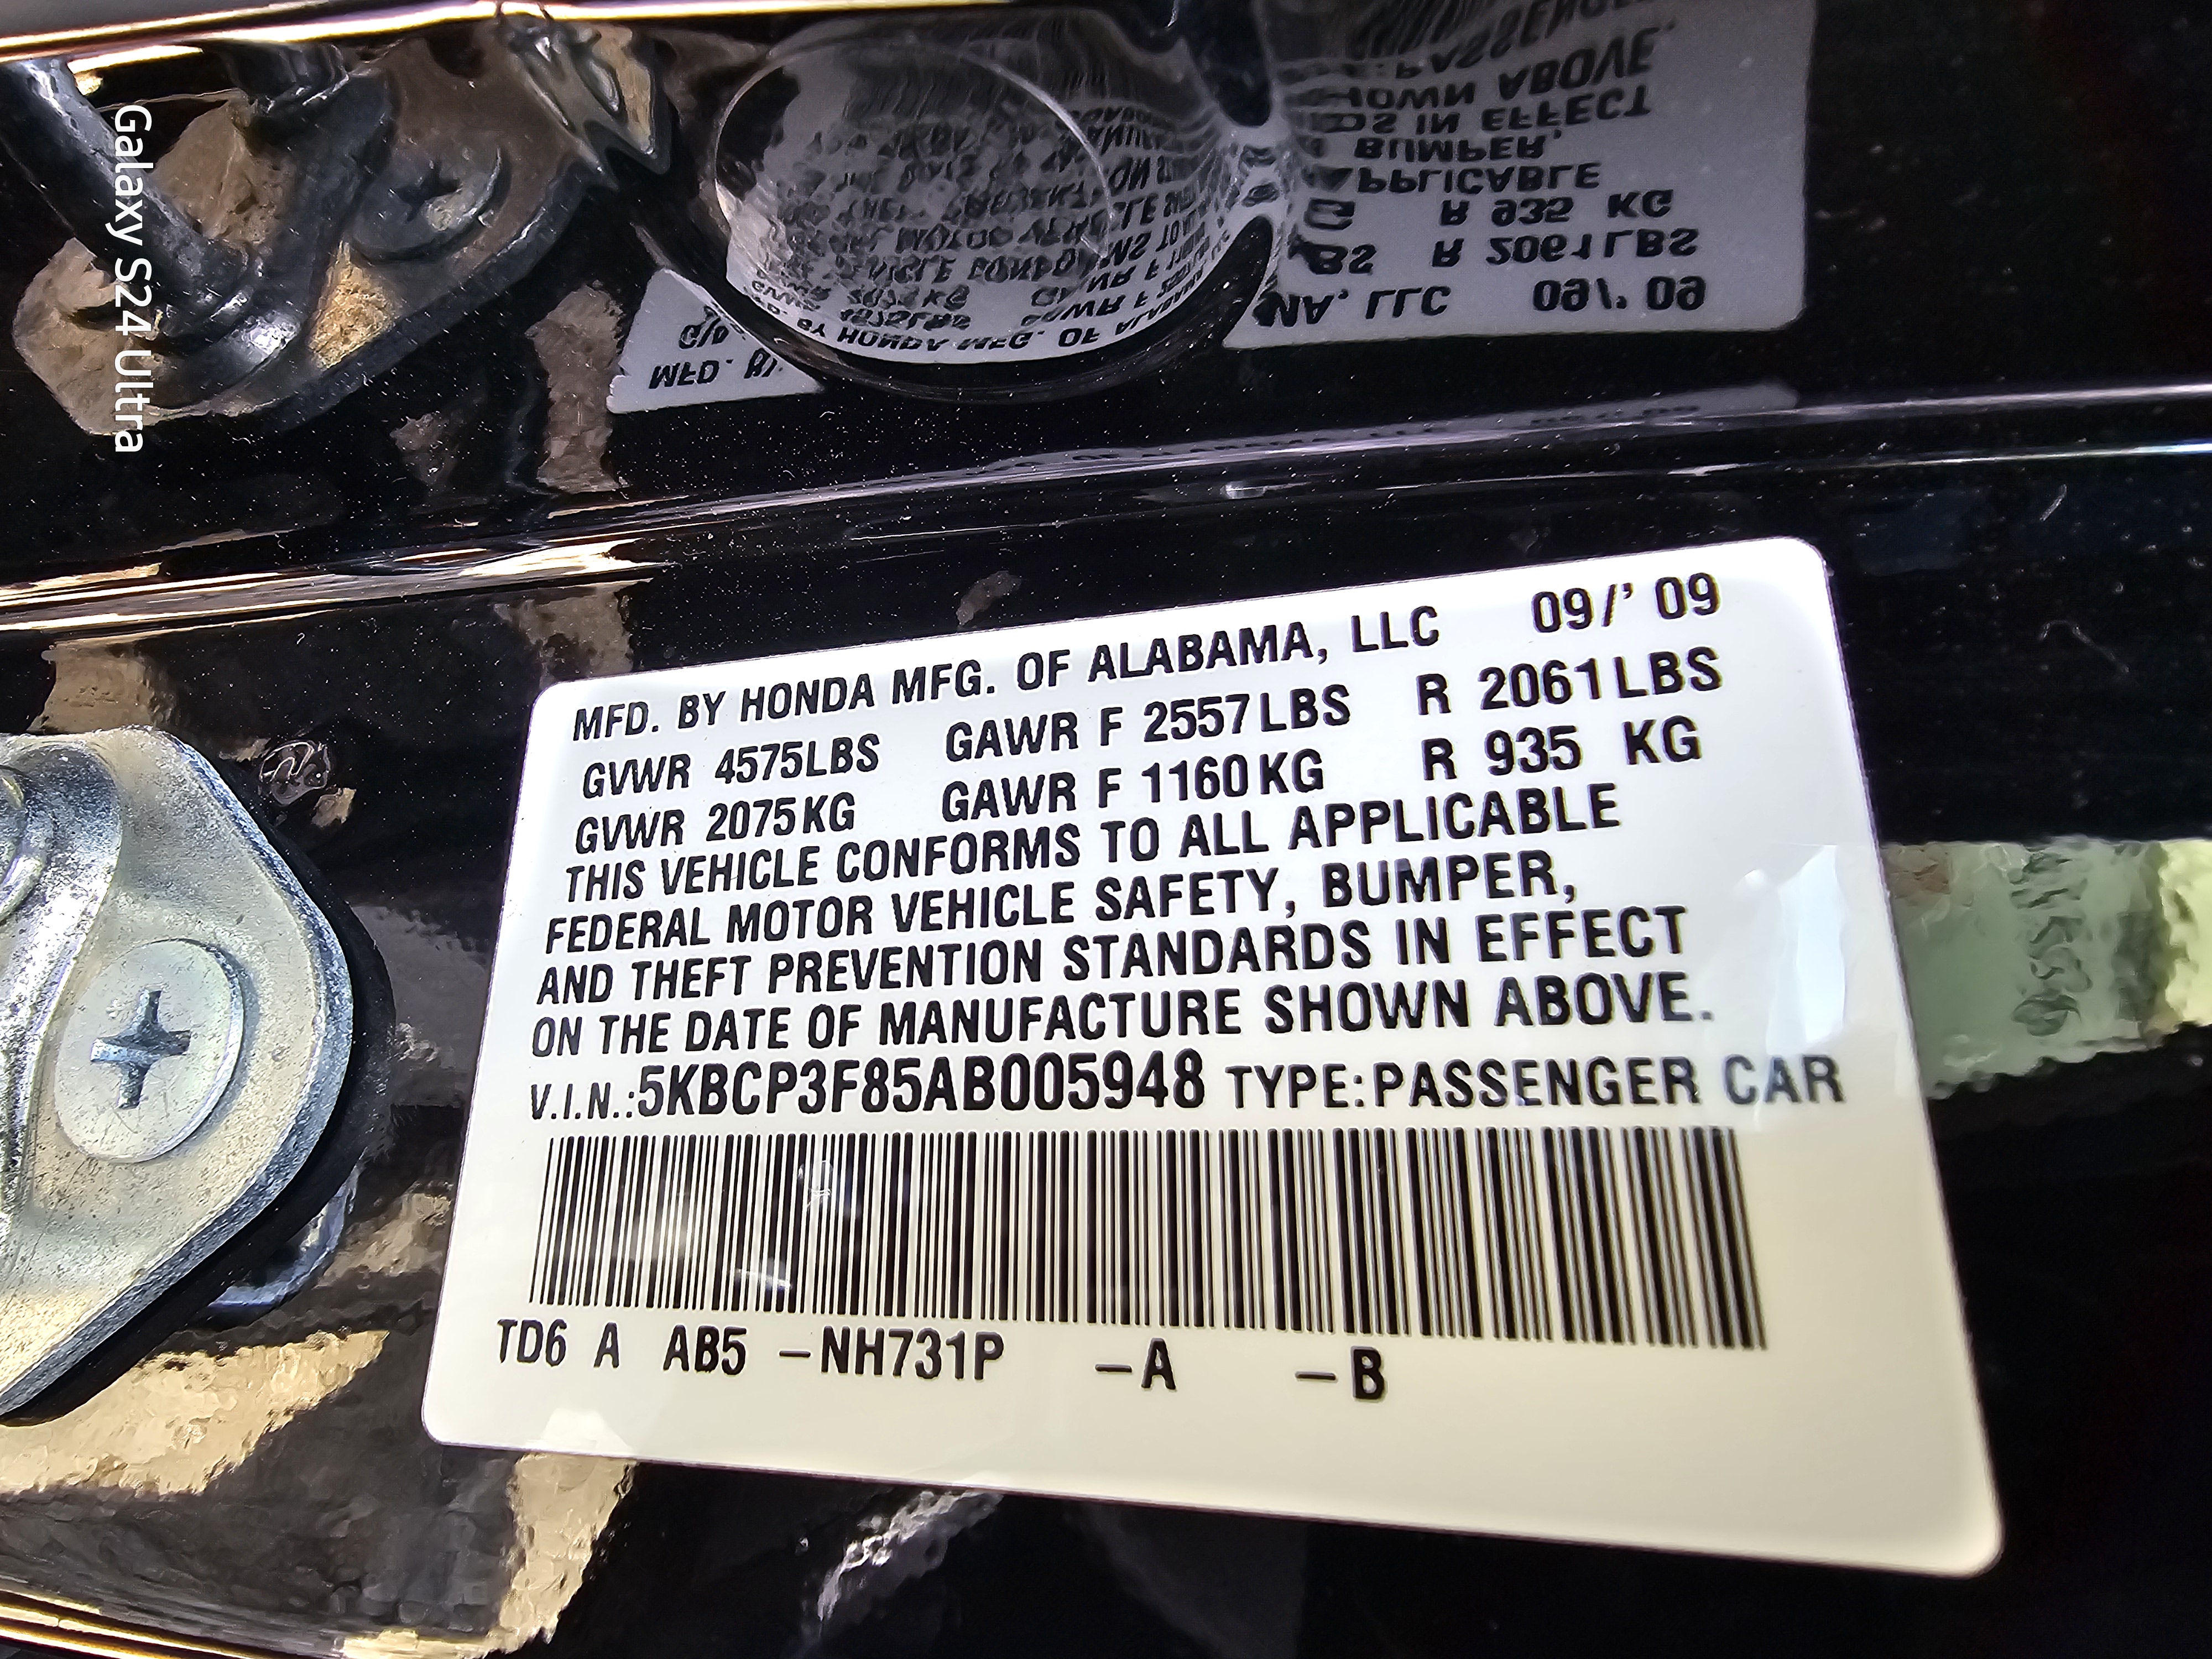 Galaxy S24 Ultra
MFD. BY HONDA MFG. OF ALABAMA, LLC 09/' 09
GVWR 4575LBS GAWR F 2557LBS R 2061LBS
GVWR 2075KG GAWR F 1160KG R 935 KG
THIS VEHICLE CONFORMS TO ALL APPLICABLE
FEDERAL MOTOR VEHICLE SAFETY, BUMPER,
AND THEFT PREVENTION STANDARDS IN EFFECT
ON THE DATE OF MANUFACTURE SHOWN ABOVE.
V.I.N.:5KBCP3F85AB005948 TYPE:PASSENGER CAR
TD6 A AB5 –NH731P –A –B